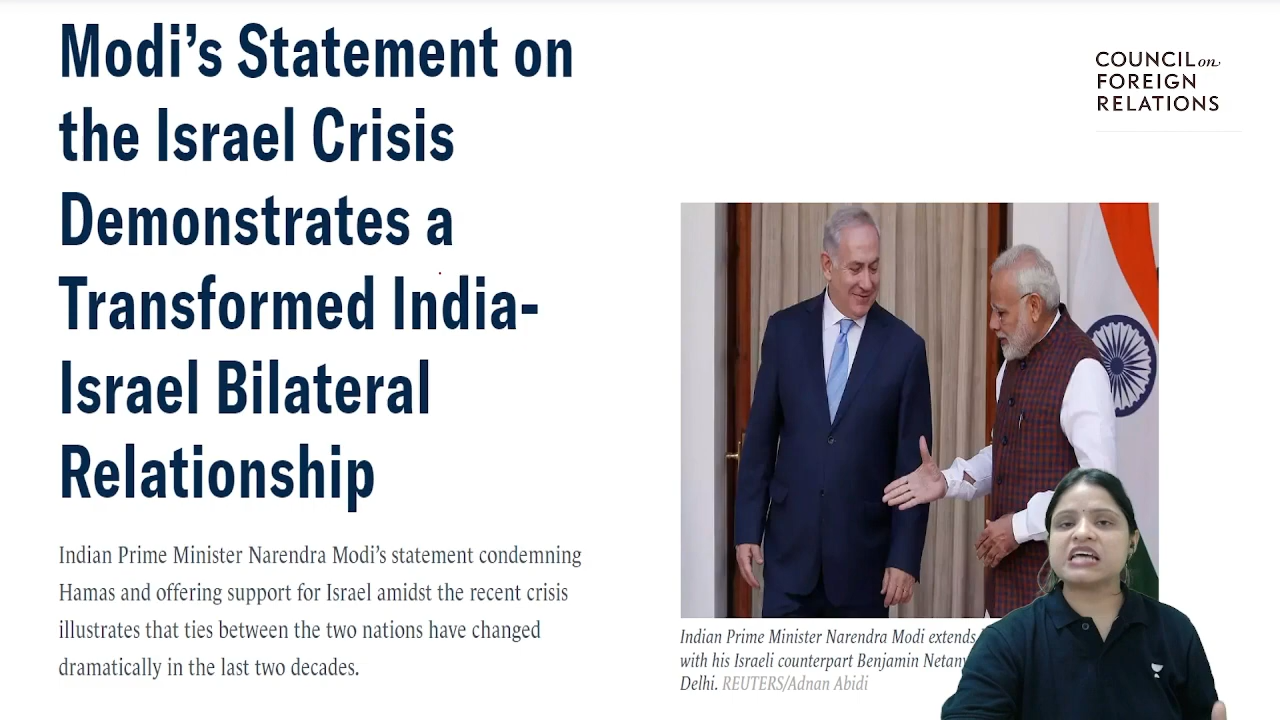 Modi’s Statement on
the Israel Crisis
Demonstrates a
Transformed India-
Israel Bilateral
Relationship
Indian Prime Minister Narendra Modi’s statement condemning
Hamas and offering support for Israel amidst the recent crisis
illustrates that ties between the two nations have changed
dramatically in the last two decades.
COUNCIL on
FOREIGN
RELATIONS
Indian Prime Minister Narendra Modi extends
with his Israeli counterpart Benjamin
Delhi. REUTERS/Adnan Abidi